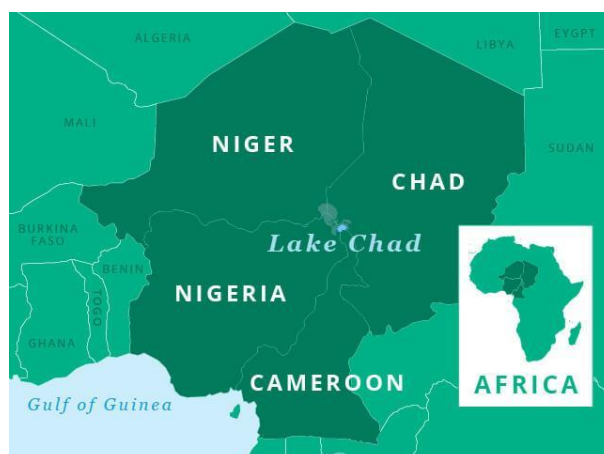 ALGERIA
LIBYA
EYGPT
MALI
NIGER
CHAD
SUDAN
BURKINA
FASO
Lake Chad
BENIN
NIGERIA
TOGO
GHANA
CAMEROON
AFRICA
Gulf of Guinea